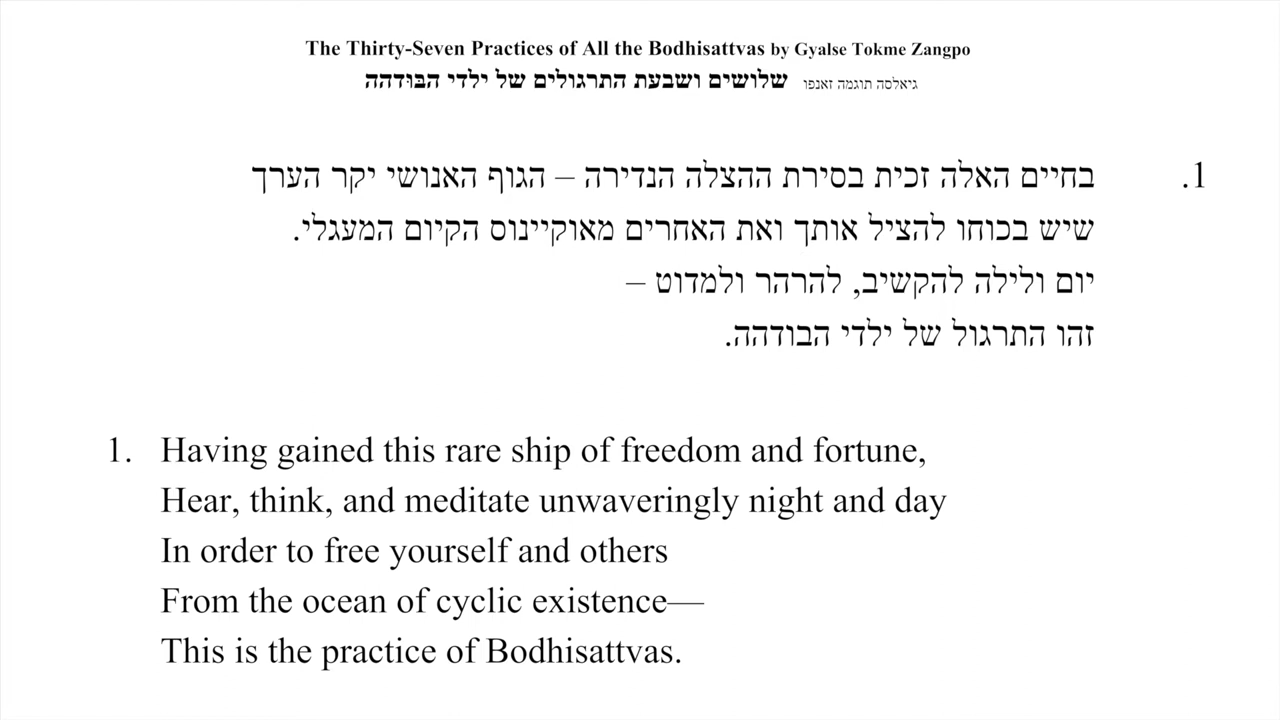 The Thirty-Seven Practices of All the Bodhisattvas by Gyalse Tokme Zangpo
שלושים ושבעת התרגולים של ילדי הבּוּדהה גיאלסה תוגמה זאנפו
1. בחיים האלה זכית בסירת ההצלה הנדירה – הגוף האנושי יקר הערך
שיש בכוחו להציל אותך ואת האחרים מאוקיינוס הקיום המעגלי.
יום ולילה להקשיב, להרהר ולמדוט –
זהו התרגול של ילדי הבודהה.
1. Having gained this rare ship of freedom and fortune,
Hear, think, and meditate unwaveringly night and day
In order to free yourself and others
From the ocean of cyclic existence—
This is the practice of Bodhisattvas.